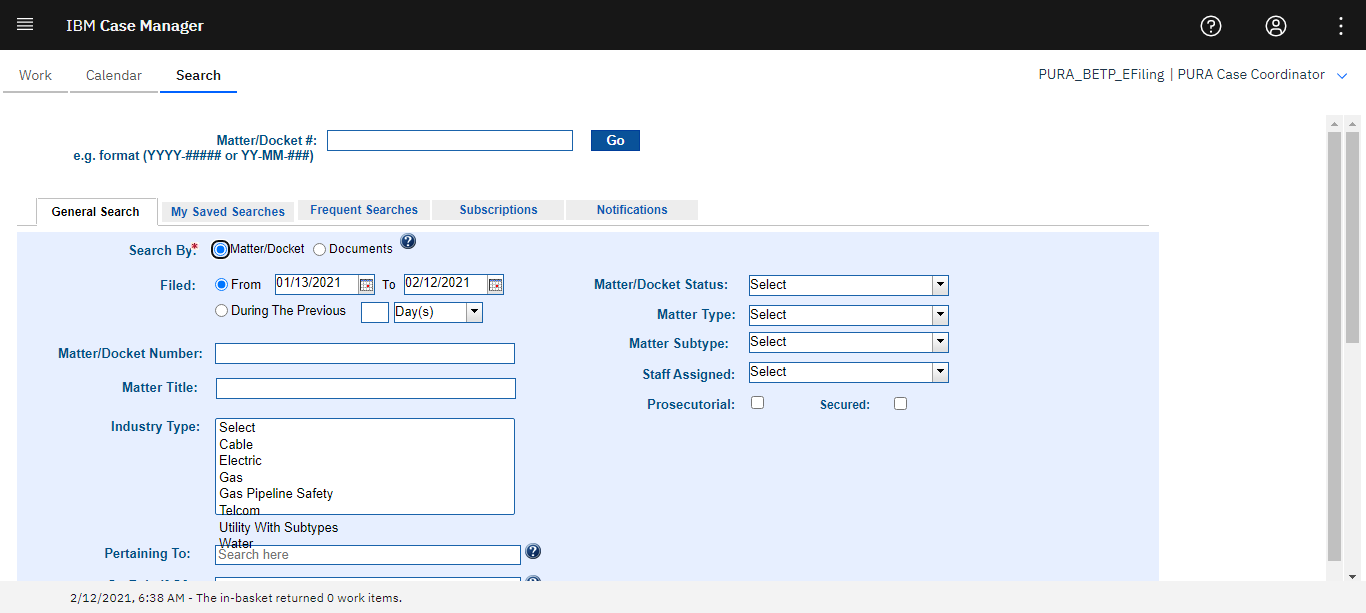 IBM Case Manager
Work Calendar Search
PURA_BETP_EFiling | PURA Case Coordinator
Matter/Docket #:
Go
e.g. format (YYYY-##### or YY-MM-###)
General Search My Saved Searches Frequent Searches Subscriptions Notifications
Search By:* Matter/Docket Documents ?
Filed: From 01/13/2021 To 02/12/2021
During The Previous Day(s)
Matter/Docket Number:
Matter Title:
Industry Type: Select
Cable
Electric
Gas
Gas Pipeline Safety
Telcom
Utility With Subtypes
Water
Pertaining To: Search here ?
Matter/Docket Status: Select
Matter Type: Select
Matter Subtype: Select
Staff Assigned: Select
Prosecutorial: Secured:
2/12/2021, 6:38 AM - The in-basket returned 0 work items.